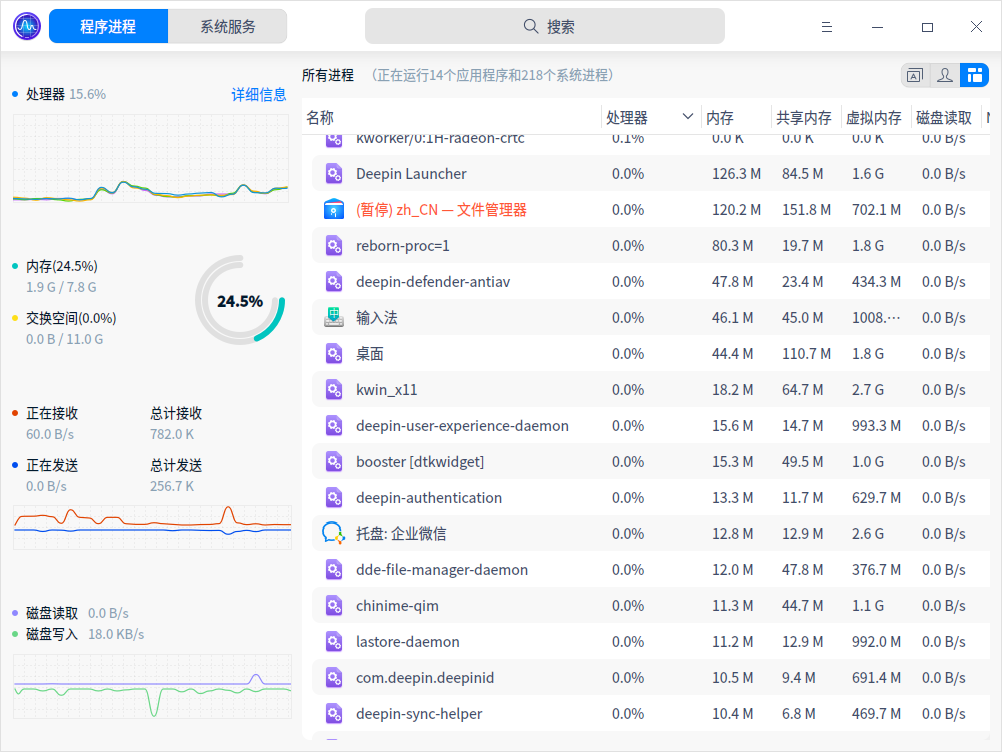 程序进程 系统服务 搜索
处理器 15.6% 详细信息
内存(24.5%)
1.9 G / 7.8 G
24.5%
交换空间(0.0%)
0.0 B / 11.0 G
正在接收 总计接收
60.0 B/s 782.0 K
正在发送 总计发送
0.0 B/s 256.7 K
磁盘读取 0.0 B/s
磁盘写入 18.0 KB/s
所有进程 （正在运行14个应用程序和218个系统进程）
名称 处理器 内存 共享内存 虚拟内存 磁盘读取
kworker/0:1H-radeon-crtc 0.1% 0.0 K 0.0 K 0.0 K 0.0 B/s
Deepin Launcher 0.0% 126.3 M 84.5 M 1.6 G 0.0 B/s
(暂停) zh_CN — 文件管理器 0.0% 120.2 M 151.8 M 702.1 M 0.0 B/s
reborn-proc=1 0.0% 80.3 M 19.7 M 1.8 G 0.0 B/s
deepin-defender-antiav 0.0% 47.8 M 23.4 M 434.3 M 0.0 B/s
输入法 0.0% 46.1 M 45.0 M 1008.… 0.0 B/s
桌面 0.0% 44.4 M 110.7 M 1.8 G 0.0 B/s
kwin_x11 0.0% 18.2 M 64.7 M 2.7 G 0.0 B/s
deepin-user-experience-daemon 0.0% 15.6 M 14.7 M 993.3 M 0.0 B/s
booster [dtkwidget] 0.0% 15.3 M 49.5 M 1.0 G 0.0 B/s
deepin-authentication 0.0% 13.3 M 11.7 M 629.7 M 0.0 B/s
托盘: 企业微信 0.0% 12.8 M 12.9 M 2.6 G 0.0 B/s
dde-file-manager-daemon 0.0% 12.0 M 47.8 M 376.7 M 0.0 B/s
chinime-qim 0.0% 11.3 M 44.7 M 1.1 G 0.0 B/s
lastore-daemon 0.0% 11.2 M 12.9 M 992.0 M 0.0 B/s
com.deepin.deepinid 0.0% 10.5 M 9.4 M 691.4 M 0.0 B/s
deepin-sync-helper 0.0% 10.4 M 6.8 M 469.7 M 0.0 B/s